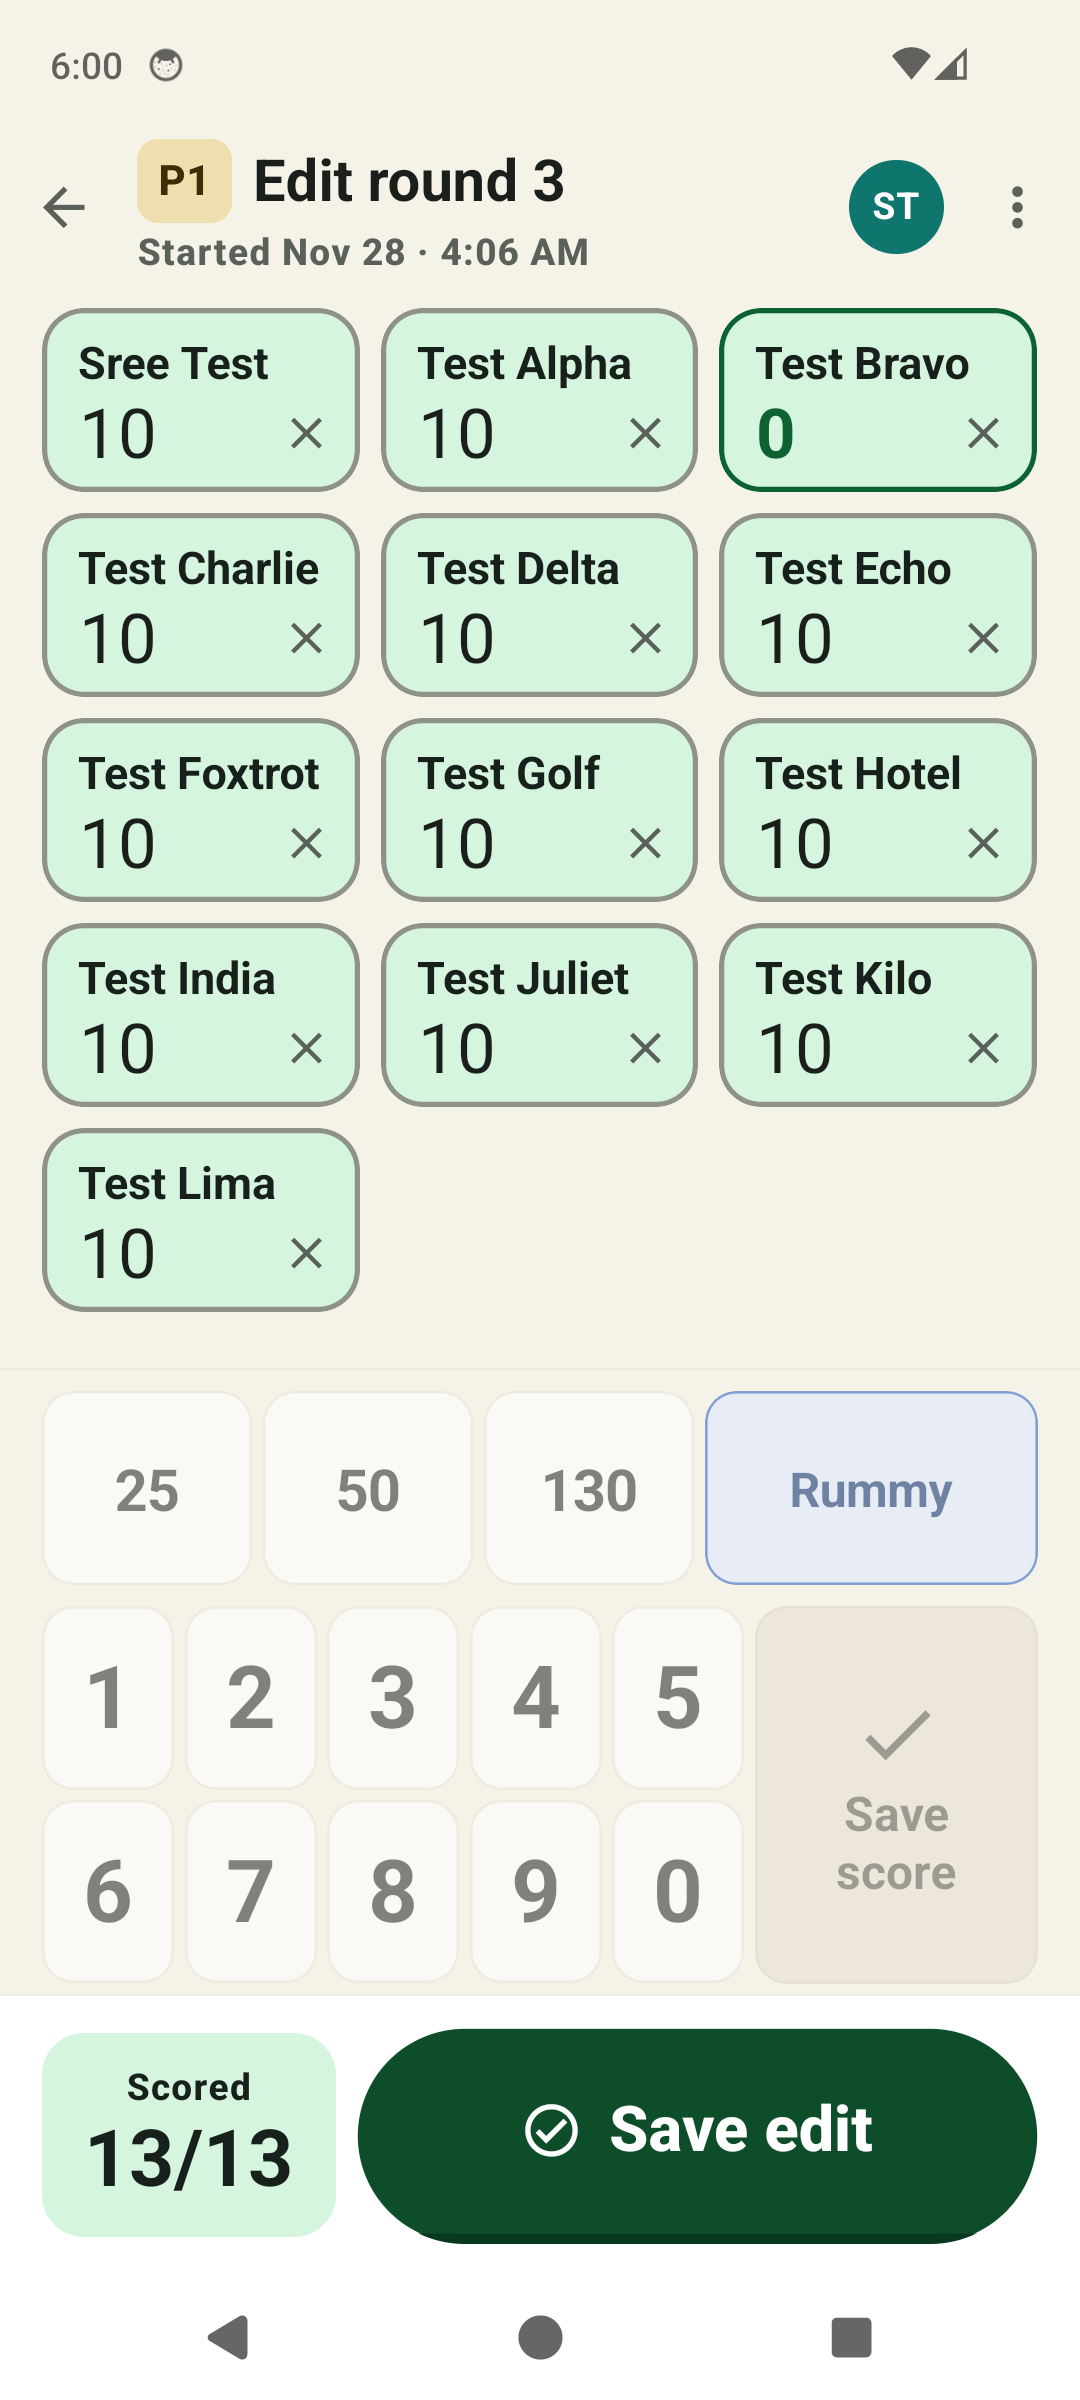 6:00
P1 Edit round 3
Started Nov 28 · 4:06 AM
ST
Sree Test
10
Test Alpha
10
Test Bravo
0
Test Charlie
10
Test Delta
10
Test Echo
10
Test Foxtrot
10
Test Golf
10
Test Hotel
10
Test India
10
Test Juliet
10
Test Kilo
10
Test Lima
10
25 50 130 Rummy
1 2 3 4 5
6 7 8 9 0
Save
score
Scored
13/13
Save edit